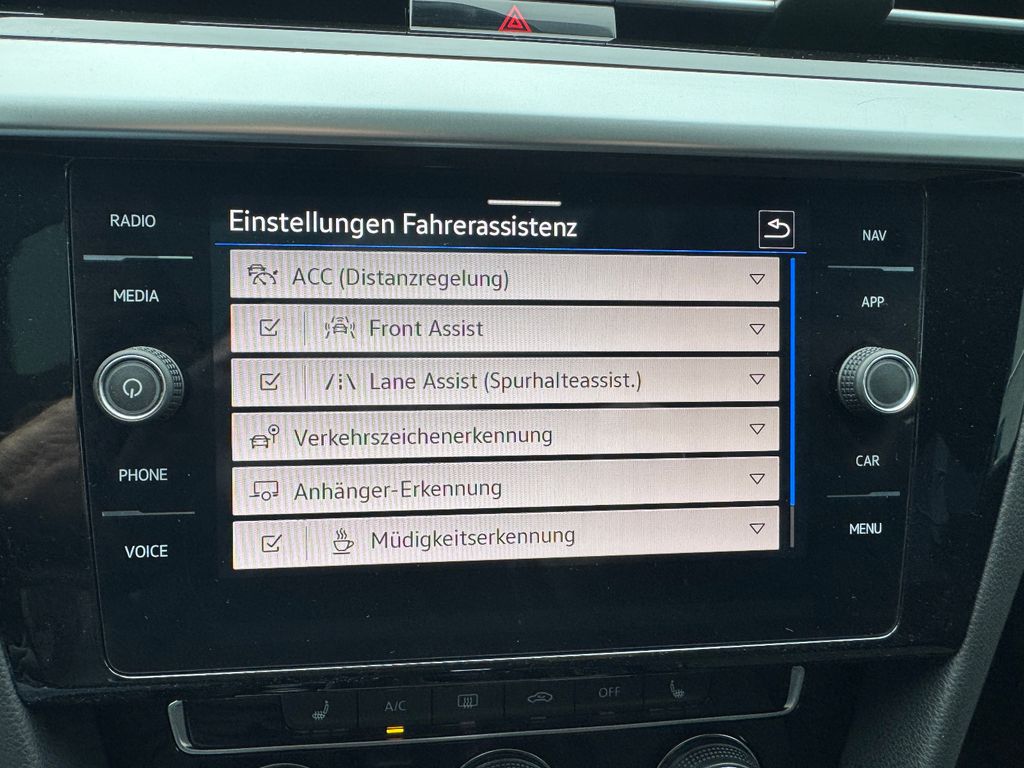 Einstellungen Fahrerassistenz
RADIO
NAV
ACC (Distanzregelung)
MEDIA
APP
Front Assist
Lane Assist (Spurhalteassist.)
Verkehrszeichenerkennung
PHONE
CAR
Anhänger-Erkennung
VOICE
MENU
Müdigkeitserkennung
A/C
OFF